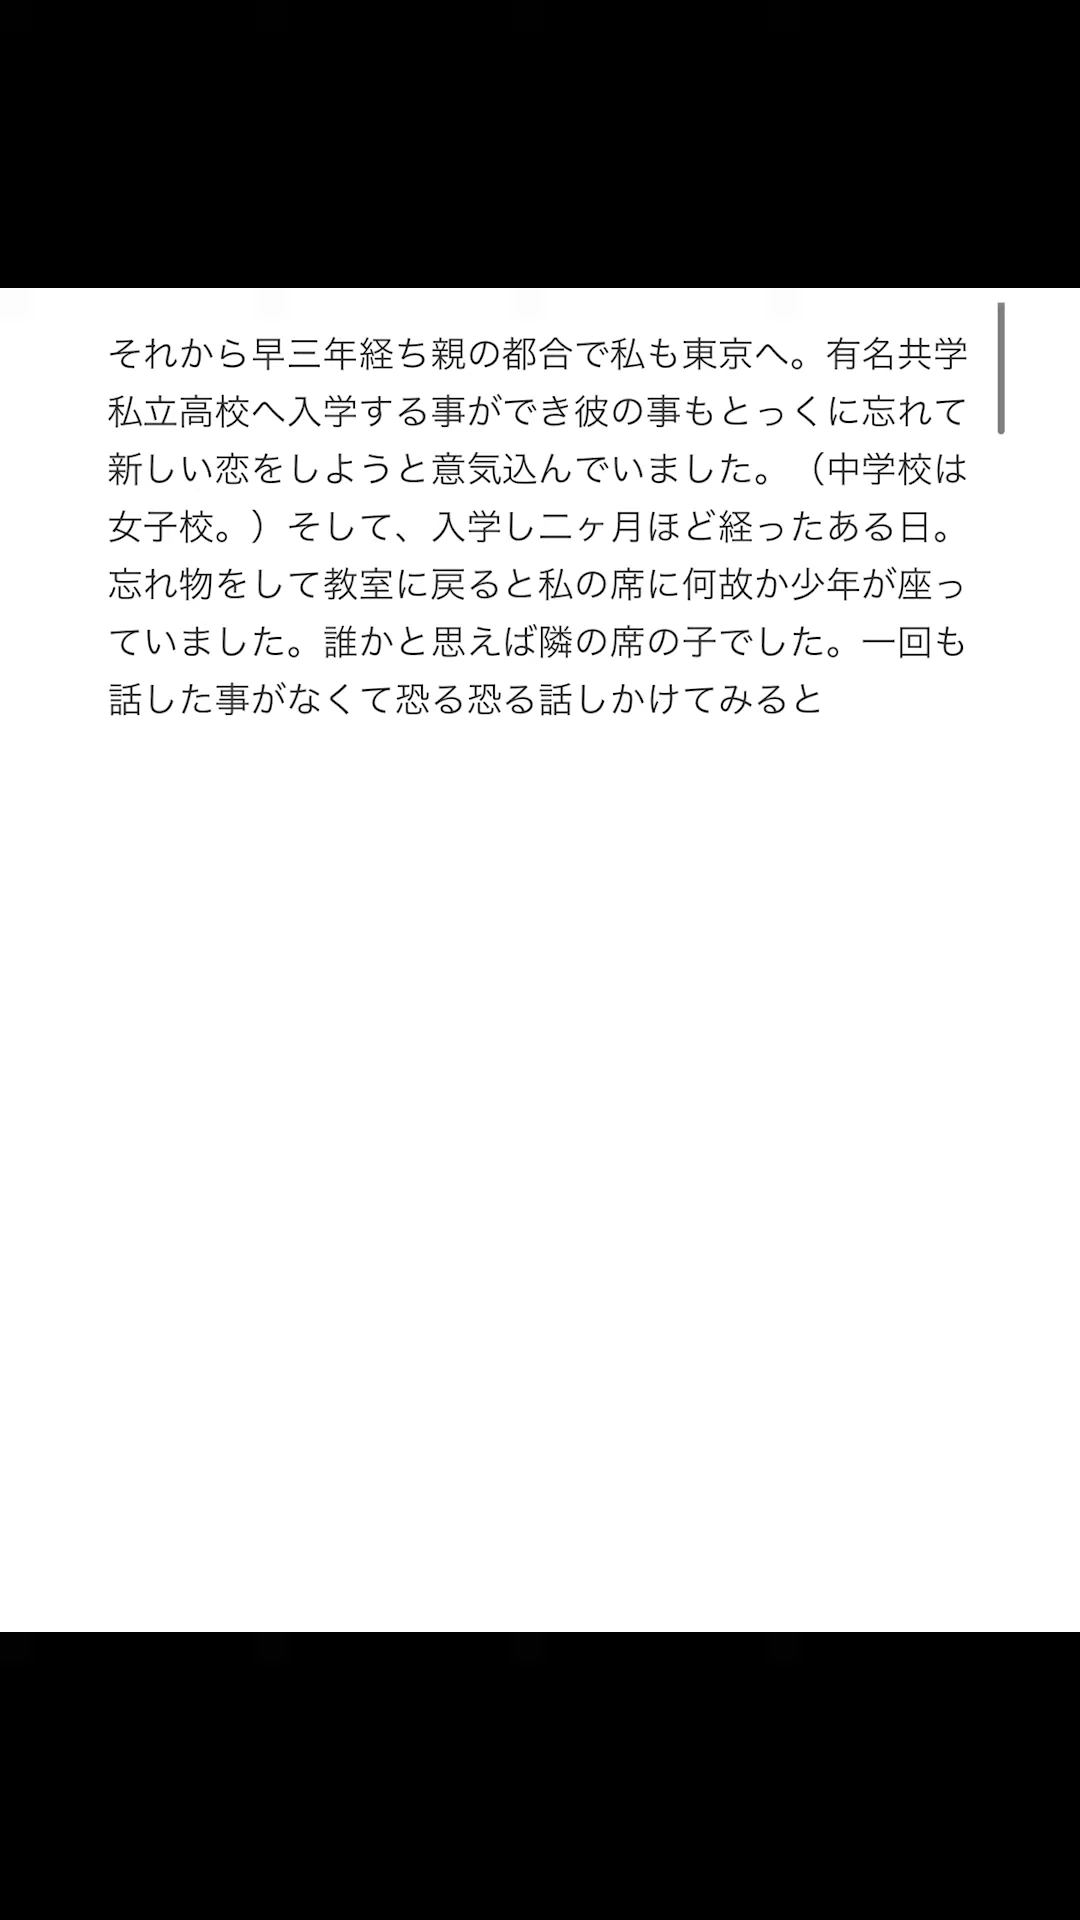 それから早三年経ち親の都合で私も東京へ。有名共学
私立高校へ入学する事ができ彼の事もとっくに忘れて
新しい恋をしようと意気込んでいました。（中学校は
女子校。）そして、入学し二ヶ月ほど経ったある日。
忘れ物をして教室に戻ると私の席に何故か少年が座っ
ていました。誰かと思えば隣の席の子でした。一回も
話した事がなくて恐る恐る話しかけてみると